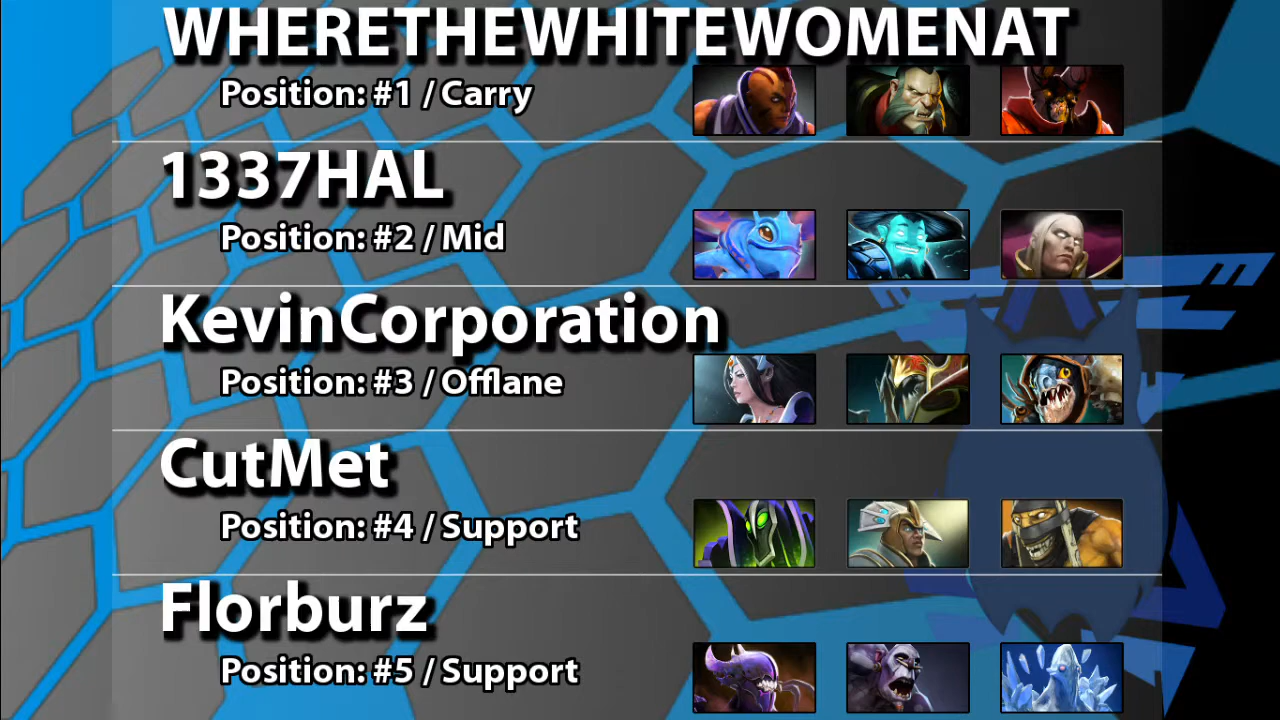 WHERETHEWHITEWOMENAT
Position: #1 / Carry
1337HAL
Position: #2 / Mid
KevinCorporation
Position: #3 / Offlane
CutMet
Position: #4 / Support
Florburz
Position: #5 / Support